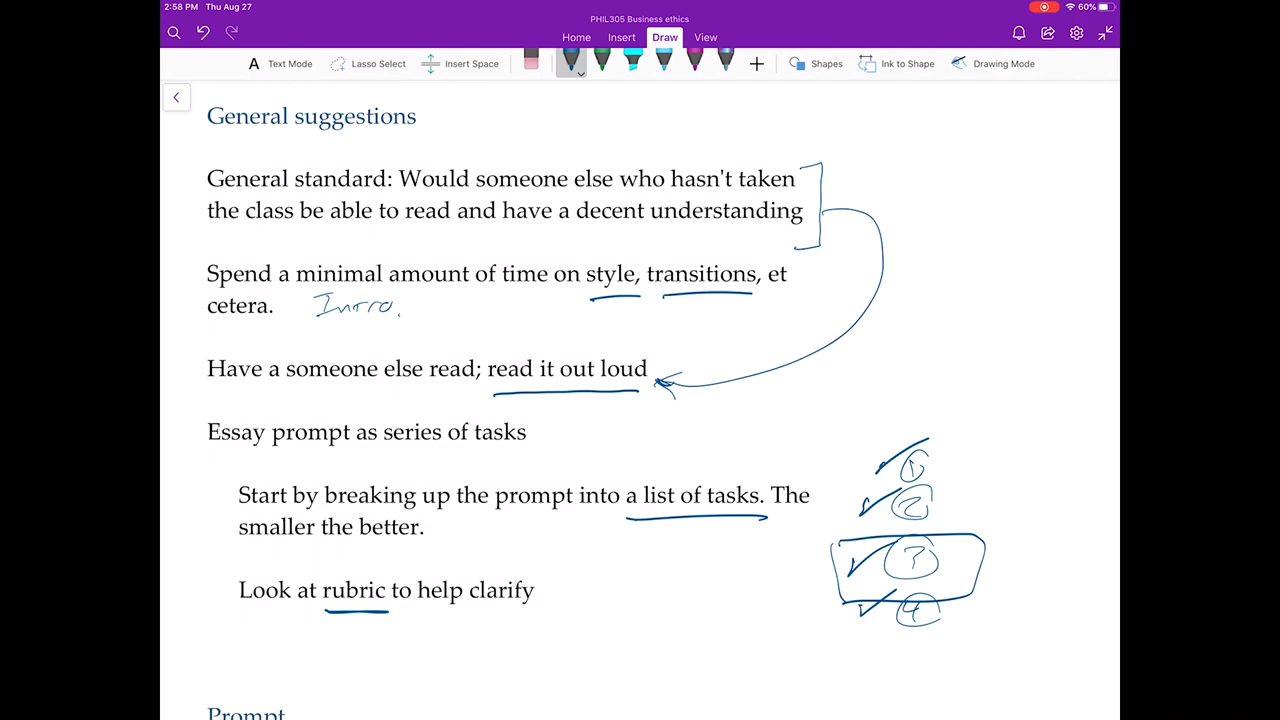 2:58 PM Thu Aug 27
60%
PHIL305 Business ethics
Home Insert Draw View
Text Mode Lasso Select Insert Space Shapes Ink to Shape Drawing Mode
General suggestions
General standard: Would someone else who hasn't taken
the class be able to read and have a decent understanding
Spend a minimal amount of time on style, transitions, et
cetera. Intro.
Have a someone else read; read it out loud
Essay prompt as series of tasks
1
2
Start by breaking up the prompt into a list of tasks. The
smaller the better.
3
Look at rubric to help clarify
4
Prompt